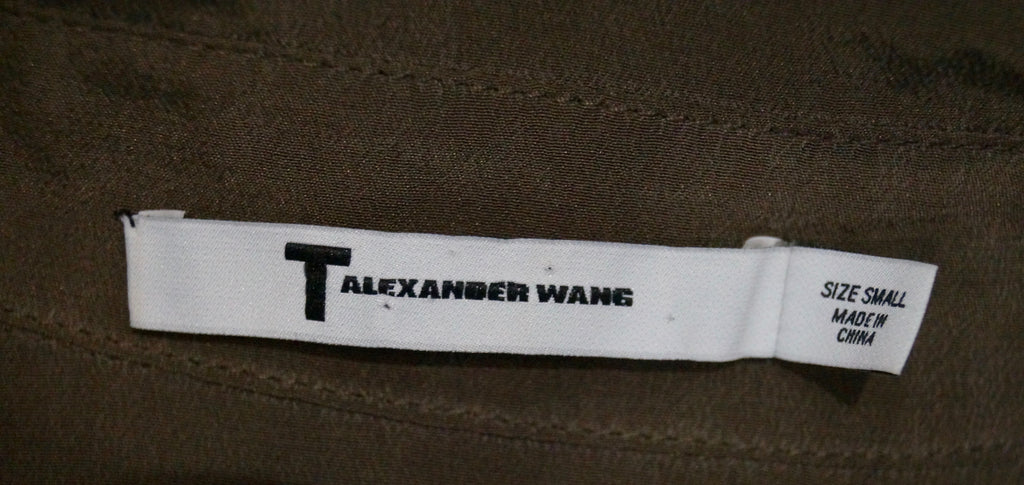 T ALEXANDER WANG
SIZE SMALL
MADE IN
CHINA